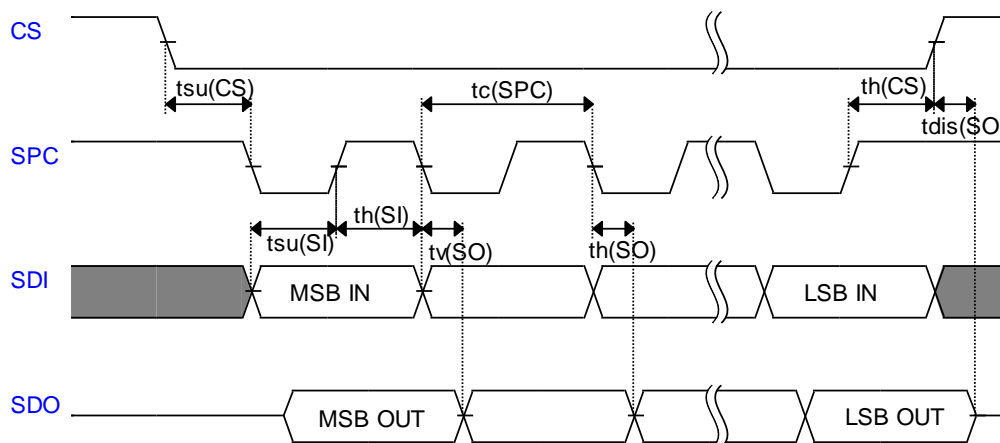 CS
tsu(CS)
tc(SPC)
th(CS)
tdis(SO
SPC
tsu(SI)
th(SI)
tv(SO)
th(SO)
SDI
MSB IN
LSB IN
SDO
MSB OUT
LSB OUT